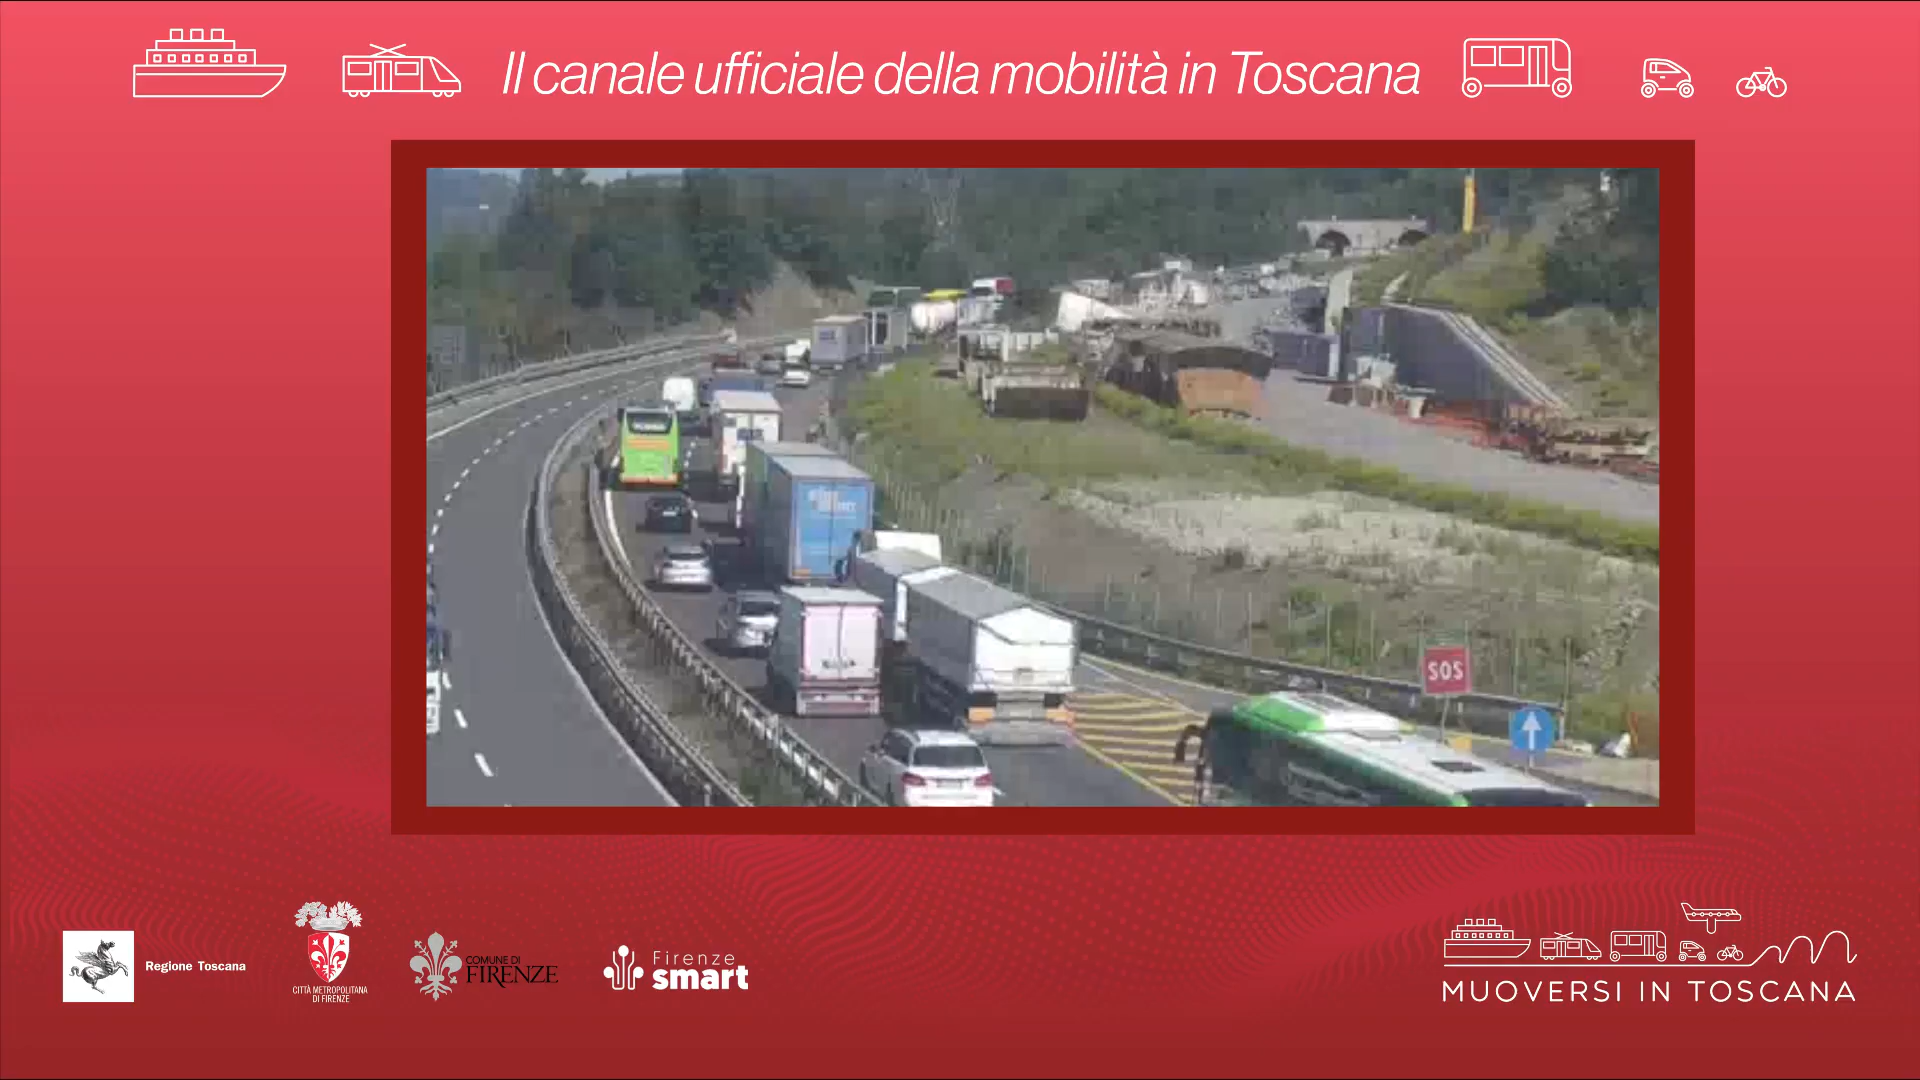 Il canale ufficiale della mobilità in Toscana
SOS
Regione Toscana
CITTÀ METROPOLITANA
DI FIRENZE
COMUNE DI
FIRENZE
Firenze
smart
MUOVERSI IN TOSCANA